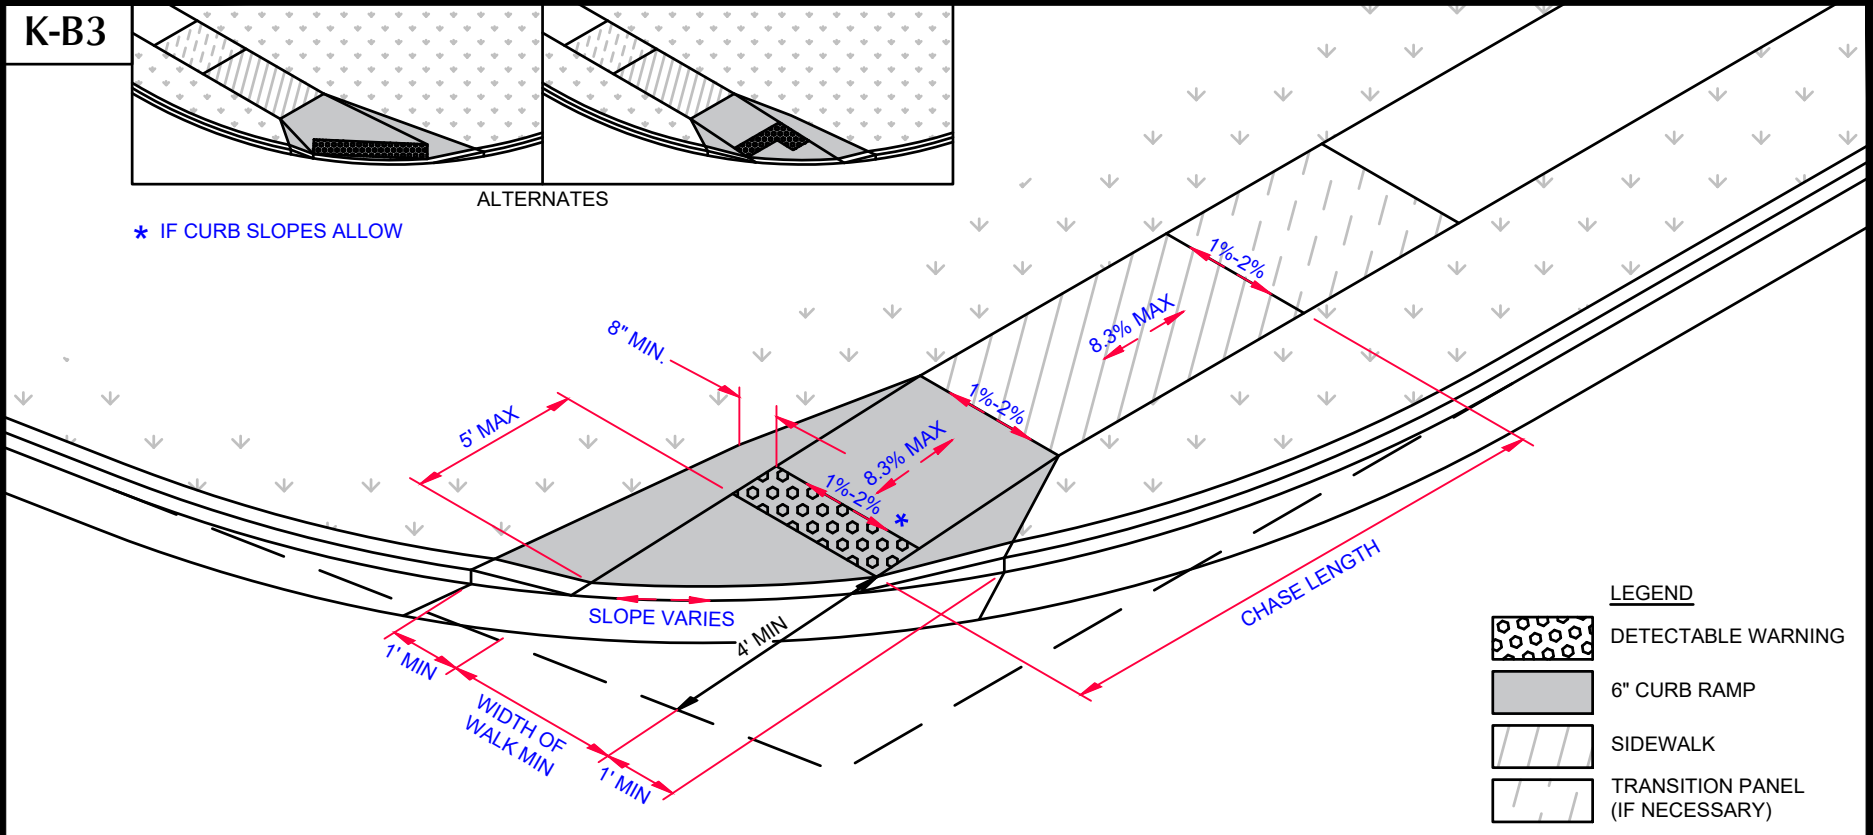 K-B3
ALTERNATES
* IF CURB SLOPES ALLOW
1%-2%
8.3% MAX
8" MIN.
1%-2%
5' MAX
8.3% MAX
1%-2% *
SLOPE VARIES
4' MIN
CHASE LENGTH
1' MIN
WIDTH OF
WALK MIN
1' MIN
LEGEND
DETECTABLE WARNING
6" CURB RAMP
SIDEWALK
TRANSITION PANEL
(IF NECESSARY)